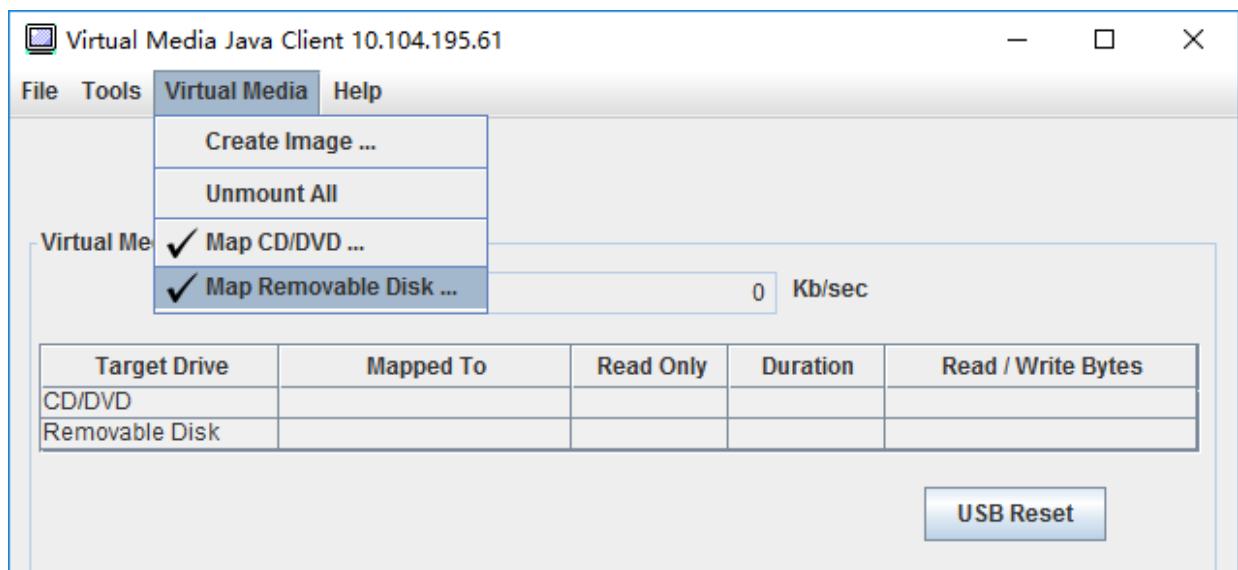 Virtual Media Java Client 10.104.195.61
File Tools Virtual Media Help
Create Image ...
Unmount All
Virtual Me
Map CD/DVD ...
Map Removable Disk ...
0 Kb/sec
Target Drive Mapped To Read Only Duration Read / Write Bytes
CD/DVD
Removable Disk
USB Reset